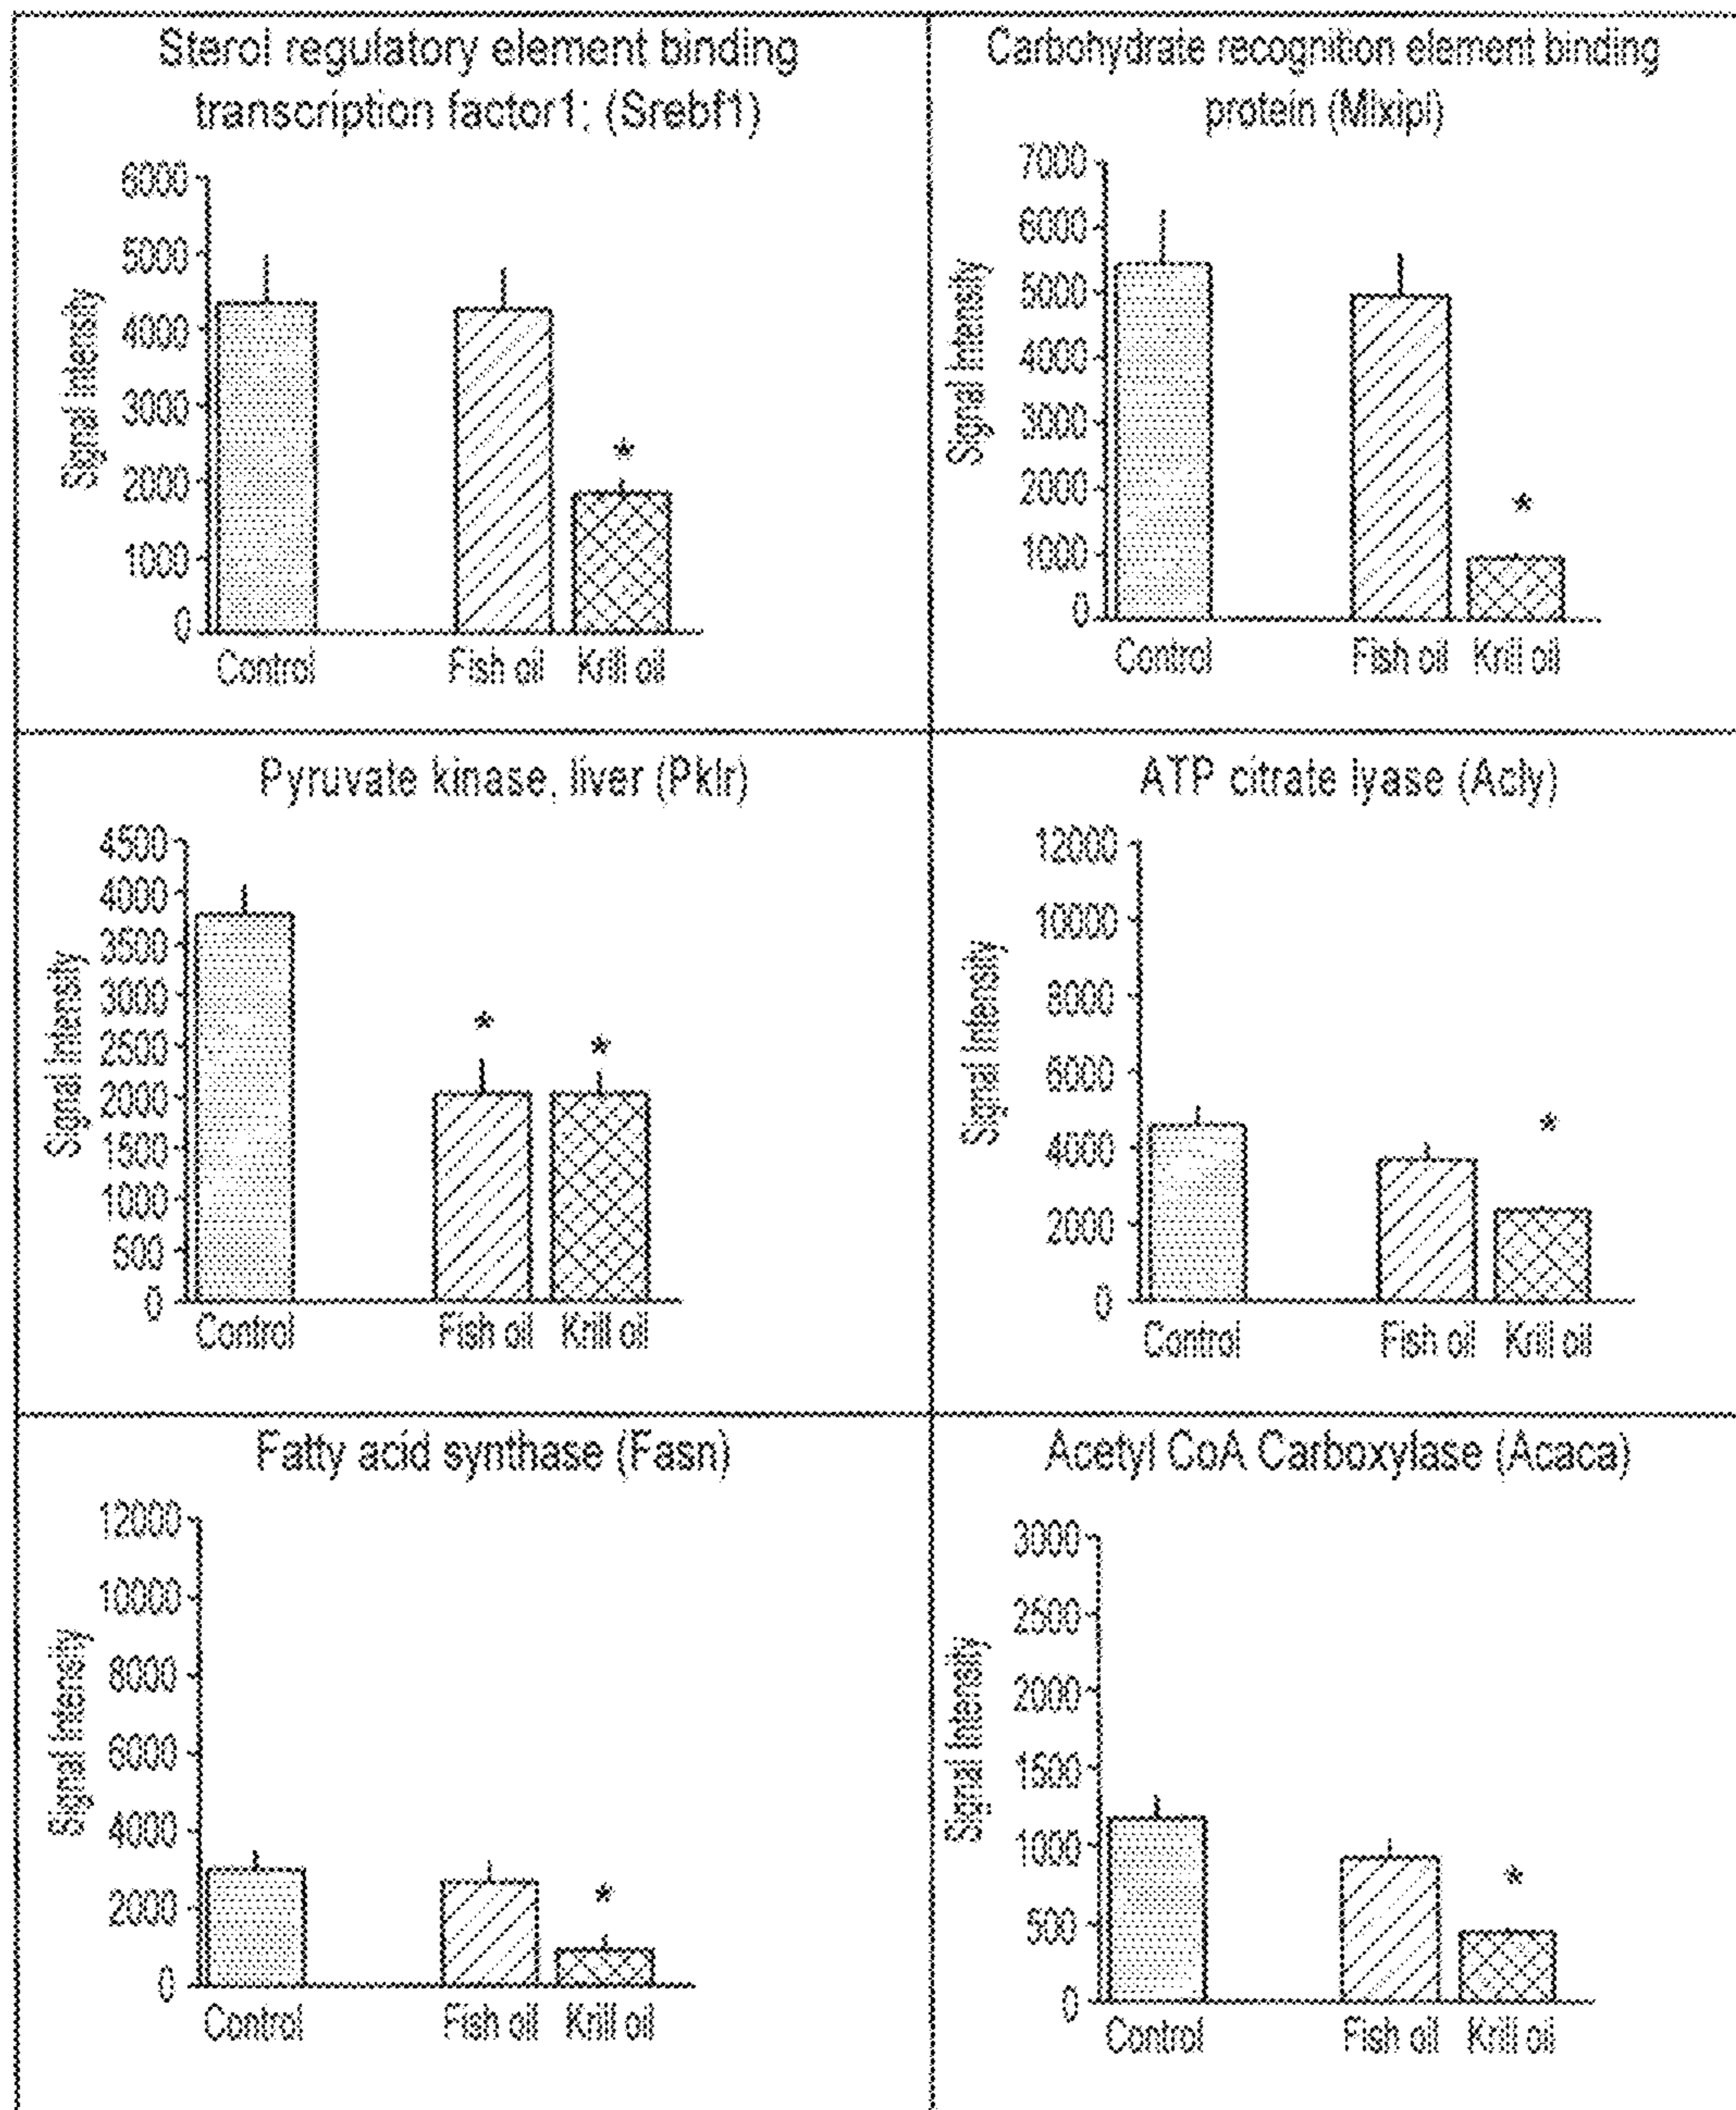 Sterol regulatory element binding
transcription factor1; (Srebf1)
6000
5000
4000
3000
2000
1000
0
Signal Intensity
*
Control
Fish oil
Krill oil
Carbohydrate recognition element binding
protein (Mlxipl)
7000
6000
5000
4000
3000
2000
1000
0
Signal Intensity
*
Control
Fish oil
Krill oil
Pyruvate kinase, liver (Pklr)
4500
4000
3500
3000
2500
2000
1500
1000
500
0
Signal Intensity
*
*
Control
Fish oil
Krill oil
ATP citrate lyase (Acly)
12000
10000
8000
6000
4000
2000
0
Signal Intensity
*
Control
Fish oil
Krill oil
Fatty acid synthase (Fasn)
12000
10000
8000
6000
4000
2000
0
Signal Intensity
*
Control
Fish oil
Krill oil
Acetyl CoA Carboxylase (Acaca)
3000
2500
2000
1500
1000
500
0
Signal Intensity
*
Control
Fish oil
Krill oil